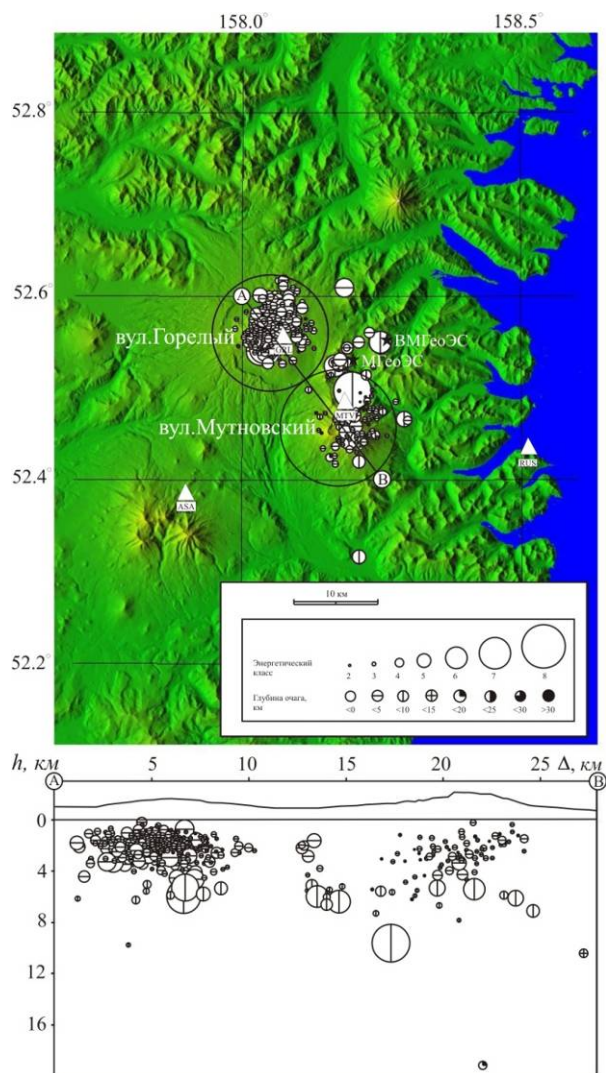 158.0° 158.5°
52.8°
52.6°
A
вул.Горелый
GRL
ВМГеоЭС
МГеоЭС
MTV
вул.Мутновский
52.4°
B
RUS
ASA
10 км
52.2°
Энергетический
класс
2 3 4 5 6 7 8
Глубина очага,
км
<0 <5 <10 <15 <20 <25 <30 >30
h, км 5 10 15 20 25 Δ, км
A B
0
4
8
12
16